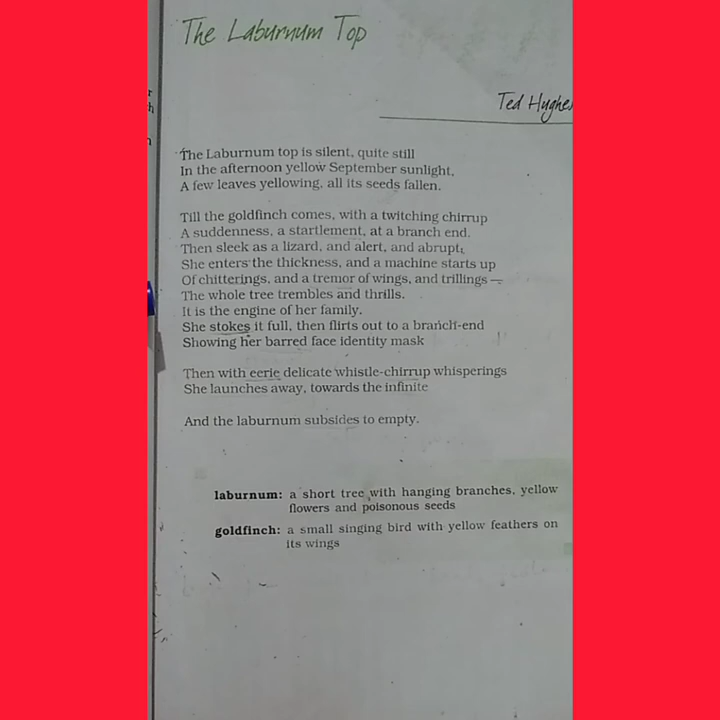 The Laburnum Top
Ted Hughes
The Laburnum top is silent, quite still
In the afternoon yellow September sunlight,
A few leaves yellowing, all its seeds fallen.
Till the goldfinch comes, with a twitching chirrup
A suddenness, a startlement, at a branch end.
Then sleek as a lizard, and alert, and abrupt,
She enters the thickness, and a machine starts up
Of chitterings, and a tremor of wings, and trillings —
The whole tree trembles and thrills.
It is the engine of her family.
She stokes it full, then flirts out to a branch-end
Showing her barred face identity mask
Then with eerie delicate whistle-chirrup whisperings
She launches away, towards the infinite
And the laburnum subsides to empty.
laburnum: a short tree with hanging branches, yellow
flowers and poisonous seeds
goldfinch: a small singing bird with yellow feathers on
its wings